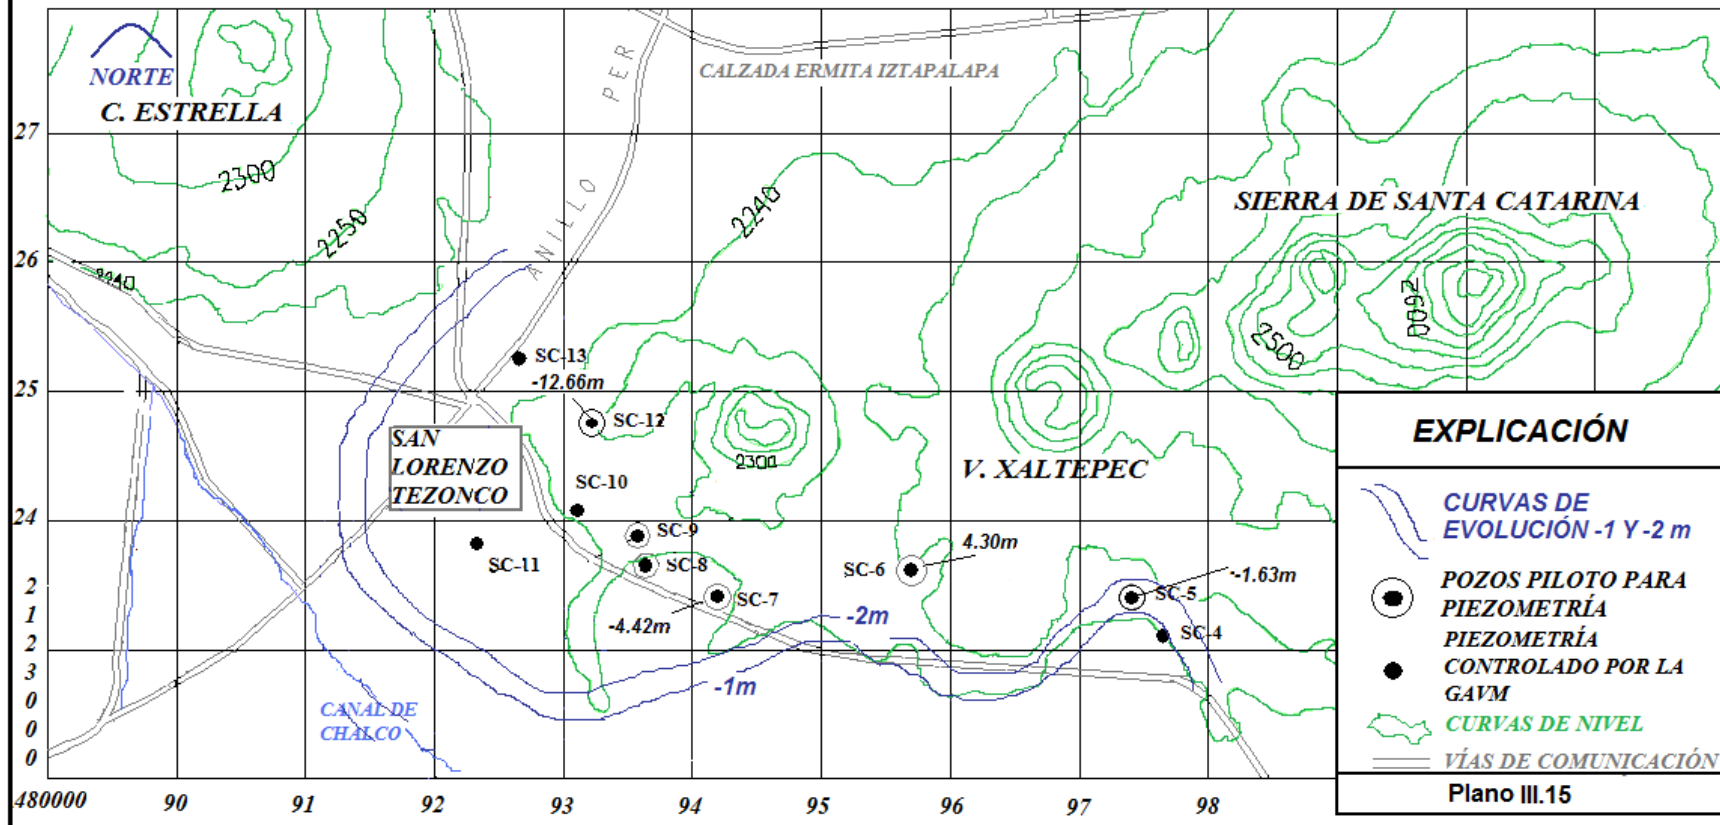 NORTE
C. ESTRELLA
CALZADA ERMITA IZTAPALAPA
ANILLO PER
27
2300
2250
2240
SIERRA DE SANTA CATARINA
26
2240
2600
2500
SC-13
-12.66m
25
SC-12
SAN
LORENZO
TEZONCO
2300
V. XALTEPEC
SC-10
24
SC-9
SC-11
SC-8
SC-6
4.30m
SC-7
-4.42m
-1.63m
SC-5
SC-4
-2m
-1m
CANAL DE
CHALCO
2
1
2
3
0
0
0
480000 90 91 92 93 94 95 96 97 98
EXPLICACIÓN
CURVAS DE
EVOLUCIÓN -1 Y -2 m
POZOS PILOTO PARA
PIEZOMETRÍA
PIEZOMETRÍA
CONTROLADO POR LA
GAVM
CURVAS DE NIVEL
VÍAS DE COMUNICACIÓN
Plano III.15